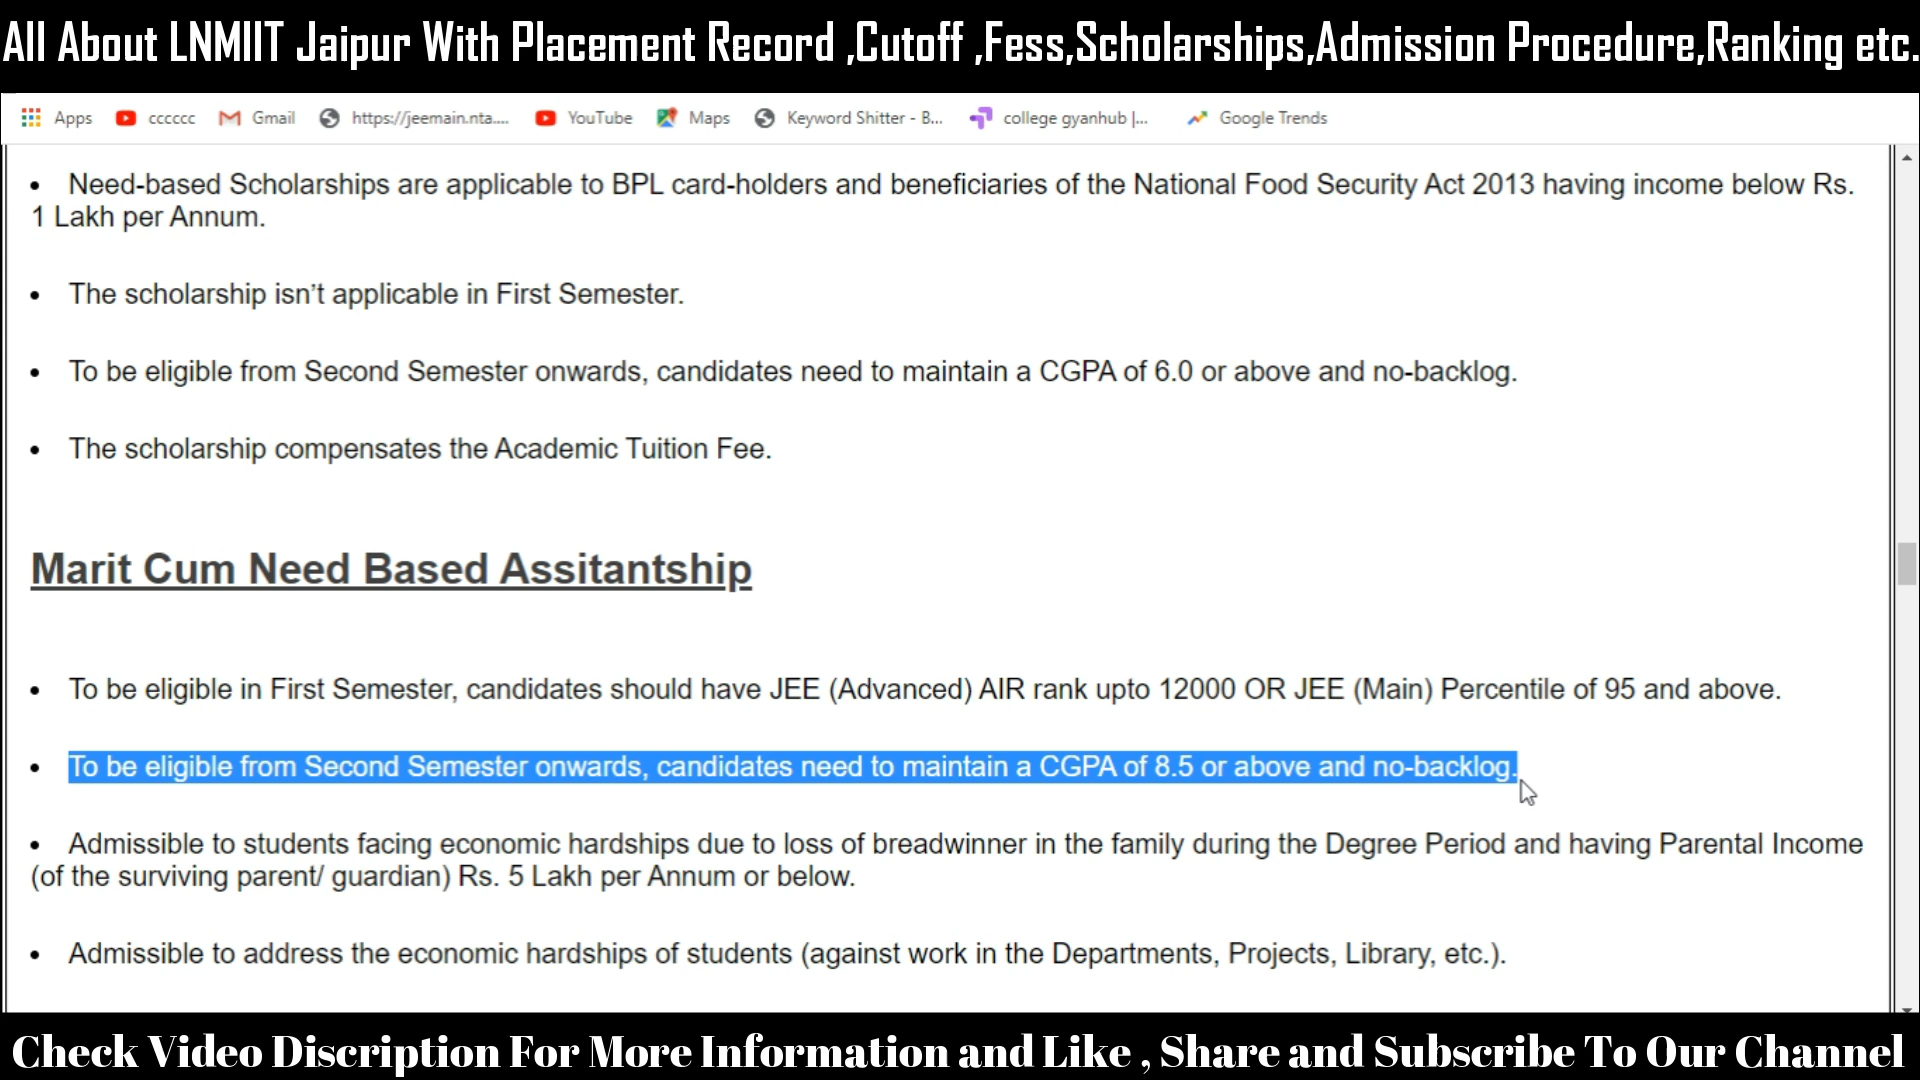 All About LNMIIT Jaipur With Placement Record ,Cutoff ,Fess,Scholarships,Admission Procedure,Ranking etc.
Apps cccccc Gmail https://jeemain.nta.... YouTube Maps Keyword Shitter - B... college gyanhub |... Google Trends
• Need-based Scholarships are applicable to BPL card-holders and beneficiaries of the National Food Security Act 2013 having income below Rs.
1 Lakh per Annum.
• The scholarship isn’t applicable in First Semester.
• To be eligible from Second Semester onwards, candidates need to maintain a CGPA of 6.0 or above and no-backlog.
• The scholarship compensates the Academic Tuition Fee.
Marit Cum Need Based Assitantship
• To be eligible in First Semester, candidates should have JEE (Advanced) AIR rank upto 12000 OR JEE (Main) Percentile of 95 and above.
• To be eligible from Second Semester onwards, candidates need to maintain a CGPA of 8.5 or above and no-backlog.
• Admissible to students facing economic hardships due to loss of breadwinner in the family during the Degree Period and having Parental Income
(of the surviving parent/ guardian) Rs. 5 Lakh per Annum or below.
• Admissible to address the economic hardships of students (against work in the Departments, Projects, Library, etc.).
Check Video Discription For More Information and Like , Share and Subscribe To Our Channel